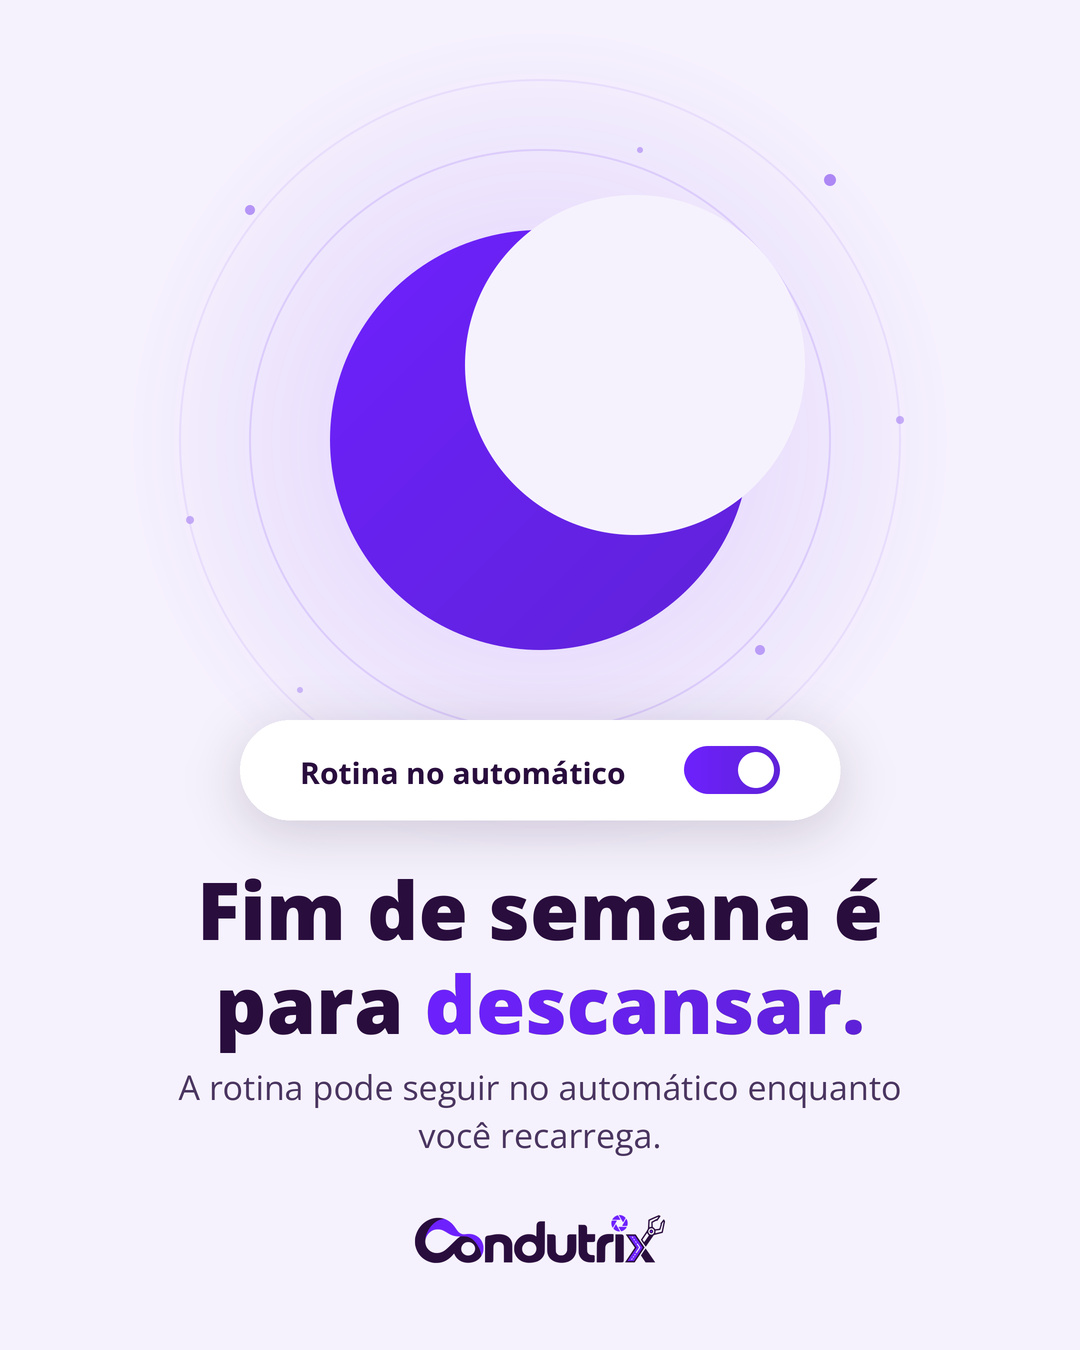 Rotina no automático
Fim de semana é
para descansar.
A rotina pode seguir no automático enquanto
você recarrega.
Condutrix